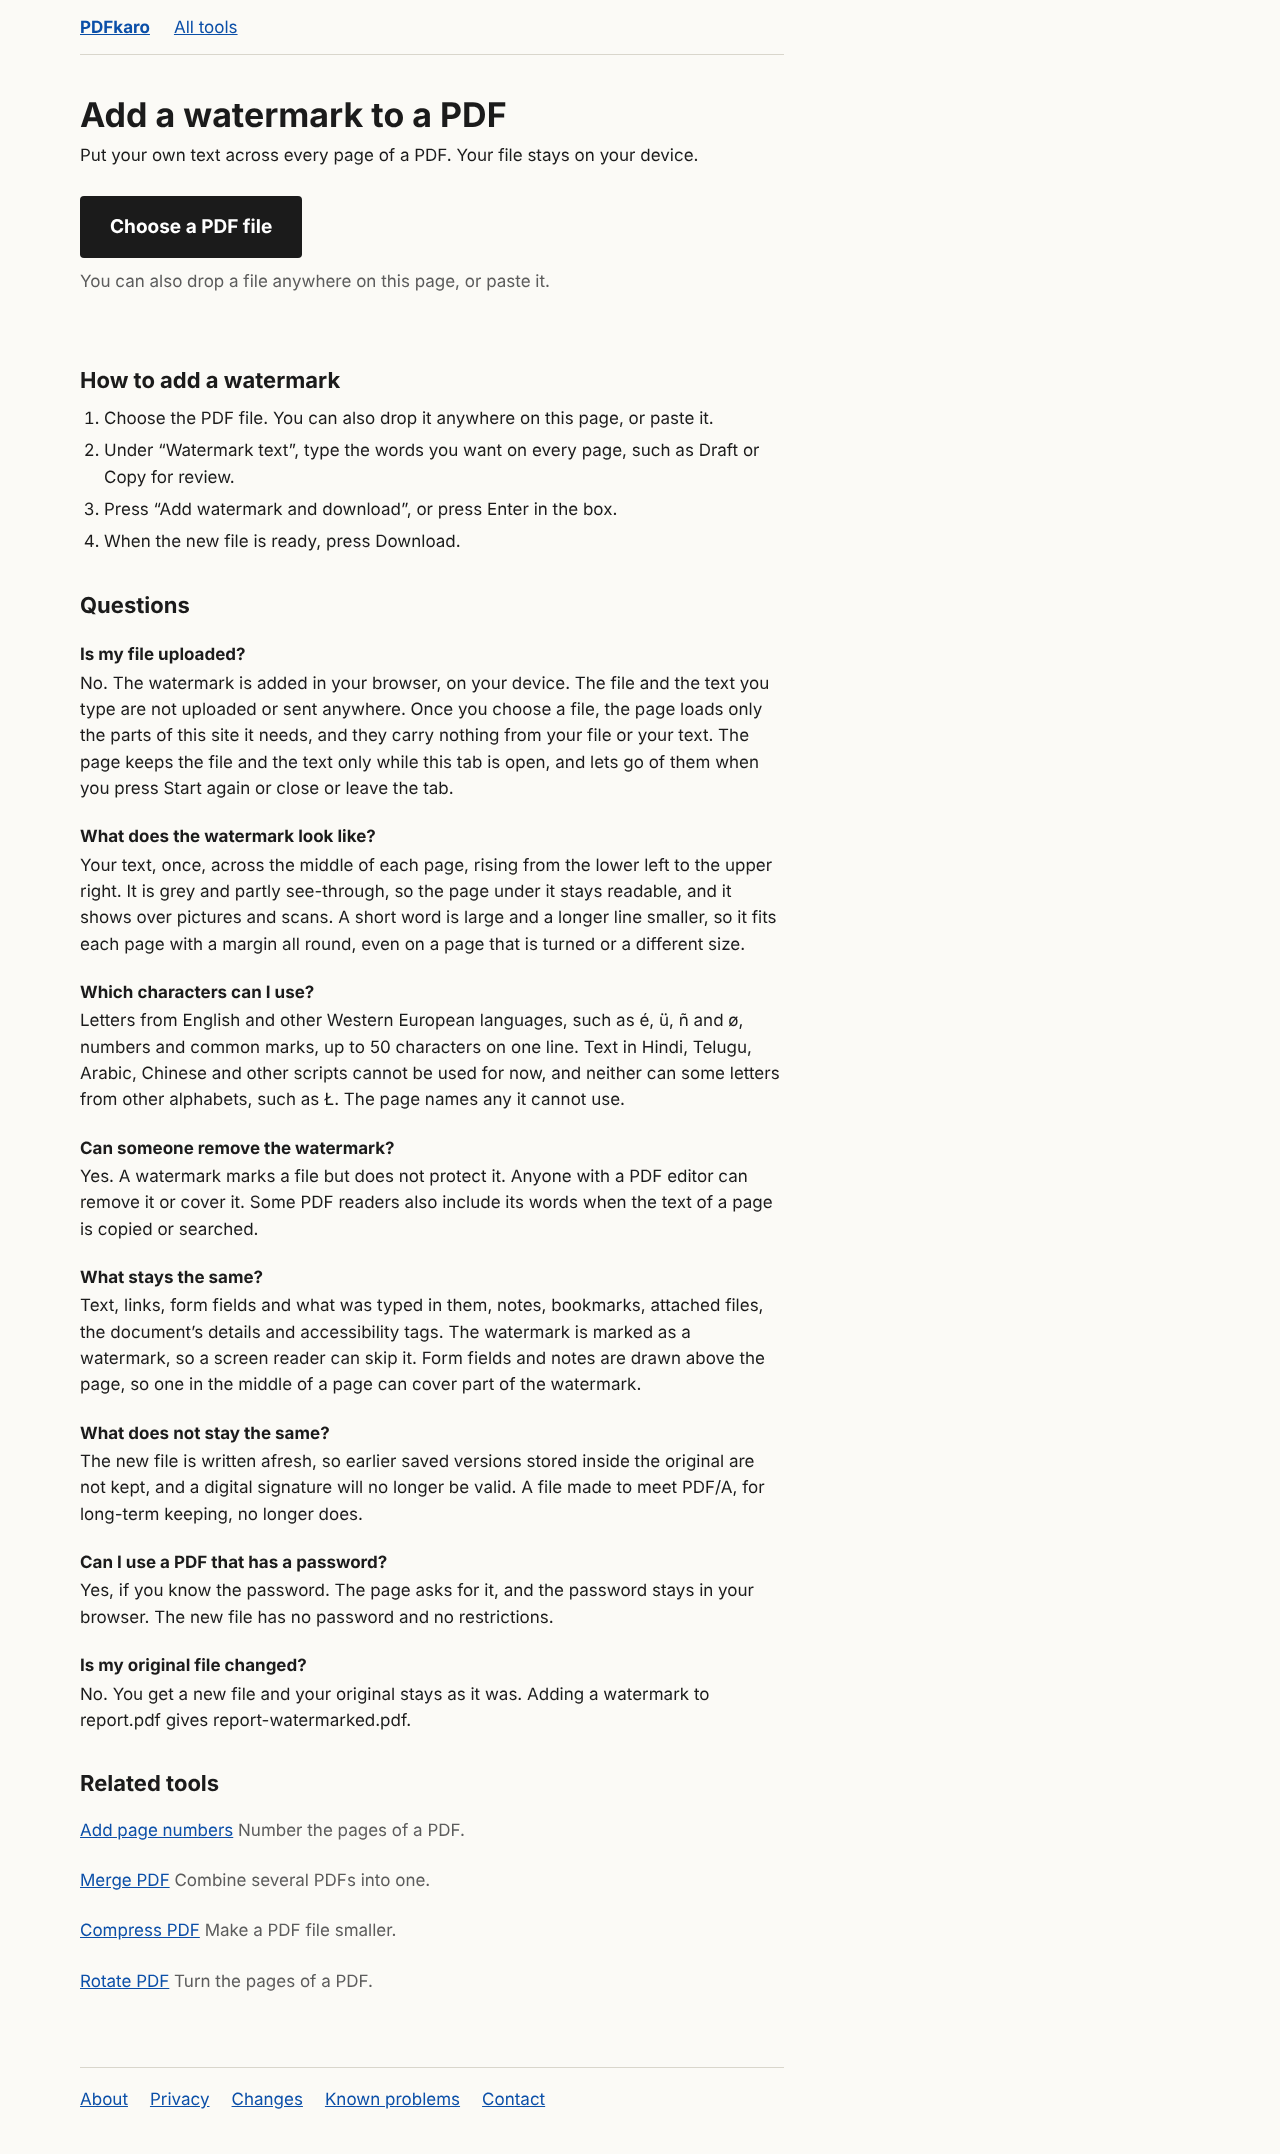 PDFkaro All tools
Add a watermark to a PDF
Put your own text across every page of a PDF. Your file stays on your device.
Choose a PDF file
You can also drop a file anywhere on this page, or paste it.
How to add a watermark
1. Choose the PDF file. You can also drop it anywhere on this page, or paste it.
2. Under “Watermark text”, type the words you want on every page, such as Draft or
Copy for review.
3. Press “Add watermark and download”, or press Enter in the box.
4. When the new file is ready, press Download.
Questions
Is my file uploaded?
No. The watermark is added in your browser, on your device. The file and the text you
type are not uploaded or sent anywhere. Once you choose a file, the page loads only
the parts of this site it needs, and they carry nothing from your file or your text. The
page keeps the file and the text only while this tab is open, and lets go of them when
you press Start again or close or leave the tab.
What does the watermark look like?
Your text, once, across the middle of each page, rising from the lower left to the upper
right. It is grey and partly see-through, so the page under it stays readable, and it
shows over pictures and scans. A short word is large and a longer line smaller, so it fits
each page with a margin all round, even on a page that is turned or a different size.
Which characters can I use?
Letters from English and other Western European languages, such as é, ü, ñ and ø,
numbers and common marks, up to 50 characters on one line. Text in Hindi, Telugu,
Arabic, Chinese and other scripts cannot be used for now, and neither can some letters
from other alphabets, such as Ł. The page names any it cannot use.
Can someone remove the watermark?
Yes. A watermark marks a file but does not protect it. Anyone with a PDF editor can
remove it or cover it. Some PDF readers also include its words when the text of a page
is copied or searched.
What stays the same?
Text, links, form fields and what was typed in them, notes, bookmarks, attached files,
the document’s details and accessibility tags. The watermark is marked as a
watermark, so a screen reader can skip it. Form fields and notes are drawn above the
page, so one in the middle of a page can cover part of the watermark.
What does not stay the same?
The new file is written afresh, so earlier saved versions stored inside the original are
not kept, and a digital signature will no longer be valid. A file made to meet PDF/A, for
long-term keeping, no longer does.
Can I use a PDF that has a password?
Yes, if you know the password. The page asks for it, and the password stays in your
browser. The new file has no password and no restrictions.
Is my original file changed?
No. You get a new file and your original stays as it was. Adding a watermark to
report.pdf gives report-watermarked.pdf.
Related tools
Add page numbers Number the pages of a PDF.
Merge PDF Combine several PDFs into one.
Compress PDF Make a PDF file smaller.
Rotate PDF Turn the pages of a PDF.
About Privacy Changes Known problems Contact